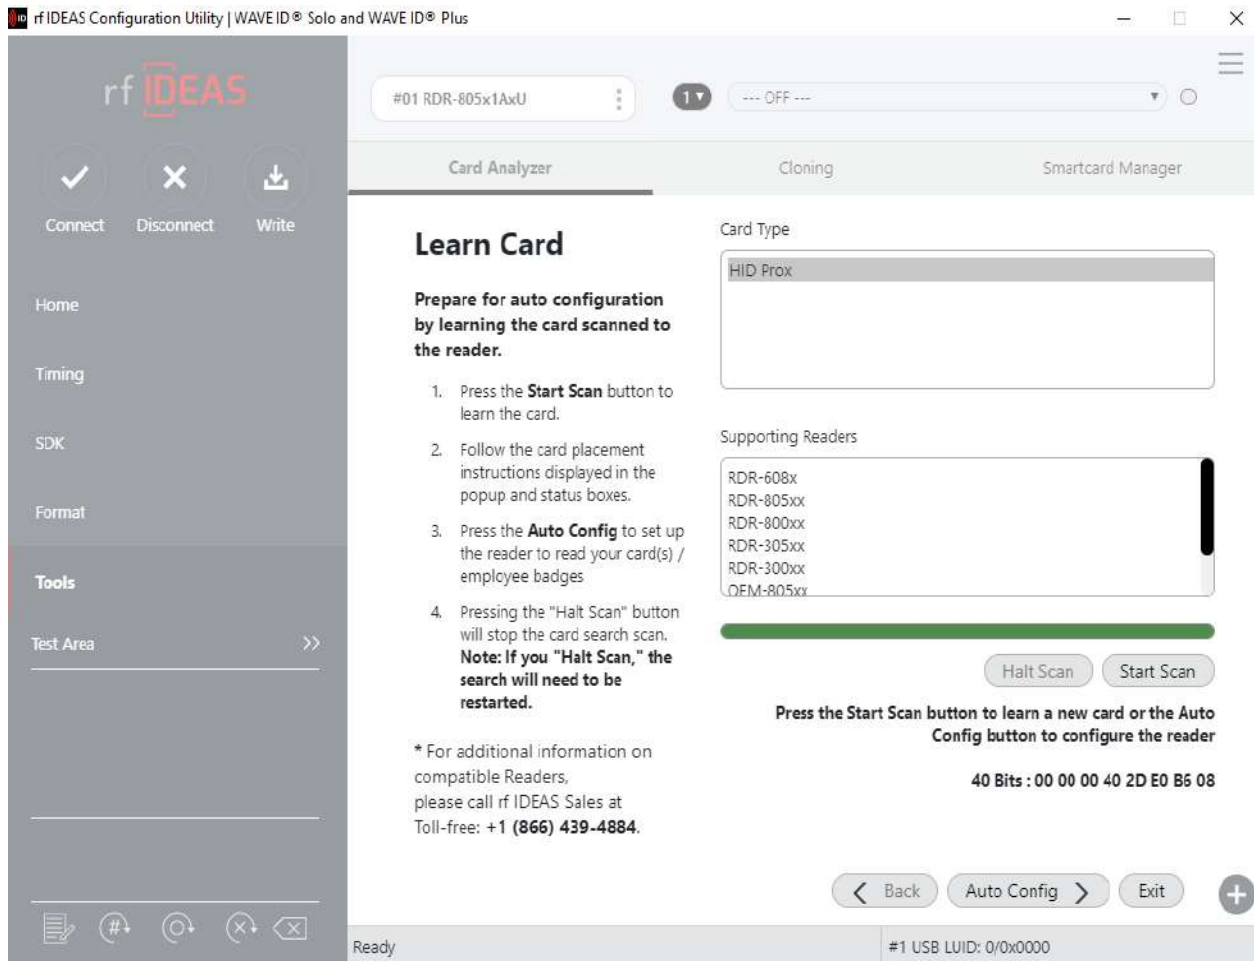 rf IDEAS Configuration Utility | WAVE ID® Solo and WAVE ID® Plus
rf IDEAS
Connect
Disconnect
Write
Home
Timing
SDK
Format
Tools
Test Area >>
#01 RDR-805x1AxU
1
--- OFF ---
Card Analyzer
Cloning
Smartcard Manager
Learn Card
Prepare for auto configuration
by learning the card scanned to
the reader.
1. Press the Start Scan button to
learn the card.
2. Follow the card placement
instructions displayed in the
popup and status boxes.
3. Press the Auto Config to set up
the reader to read your card(s) /
employee badges
4. Pressing the "Halt Scan" button
will stop the card search scan.
Note: If you "Halt Scan," the
search will need to be
restarted.
* For additional information on
compatible Readers,
please call rf IDEAS Sales at
Toll-free: +1 (866) 439-4884.
Card Type
HID Prox
Supporting Readers
RDR-608x
RDR-805xx
RDR-800xx
RDR-305xx
RDR-300xx
OEM-805xx
Halt Scan
Start Scan
Press the Start Scan button to learn a new card or the Auto
Config button to configure the reader
40 Bits : 00 00 00 40 2D E0 B6 08
Back
Auto Config
Exit
Ready
#1 USB LUID: 0/0x0000